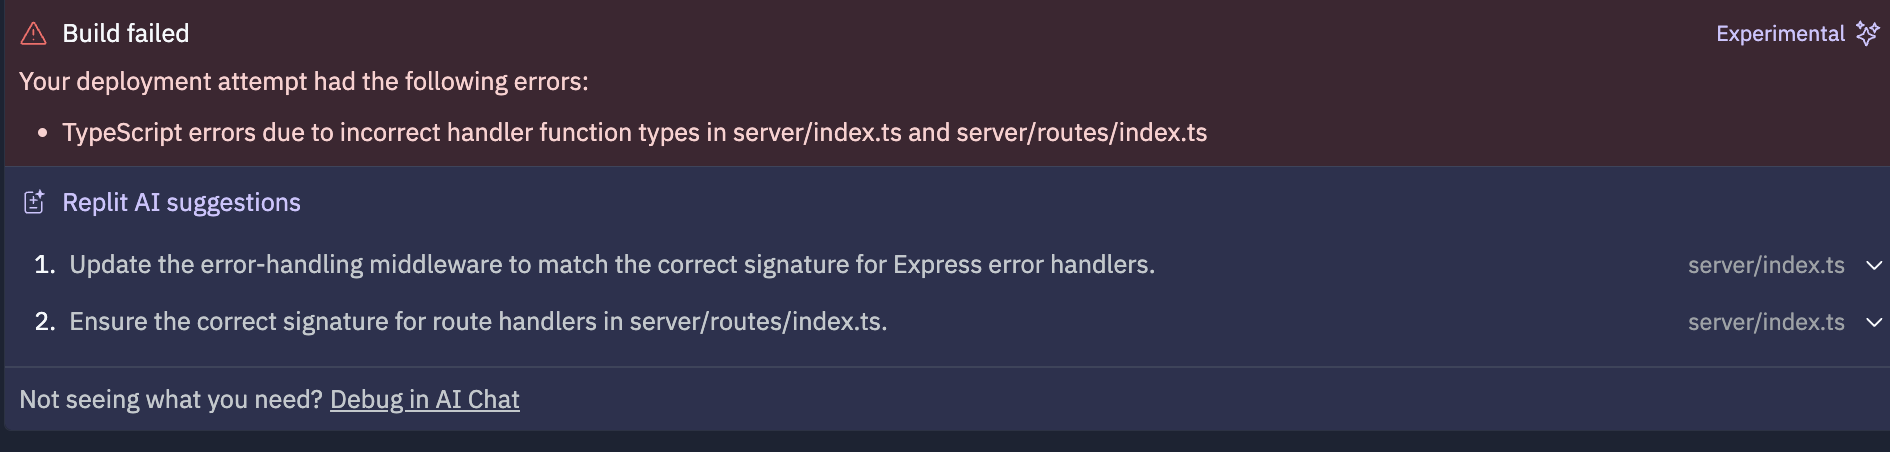 Build failed
Experimental
Your deployment attempt had the following errors:
• TypeScript errors due to incorrect handler function types in server/index.ts and server/routes/index.ts
Replit AI suggestions
1. Update the error-handling middleware to match the correct signature for Express error handlers. server/index.ts
2. Ensure the correct signature for route handlers in server/routes/index.ts. server/index.ts
Not seeing what you need? Debug in AI Chat